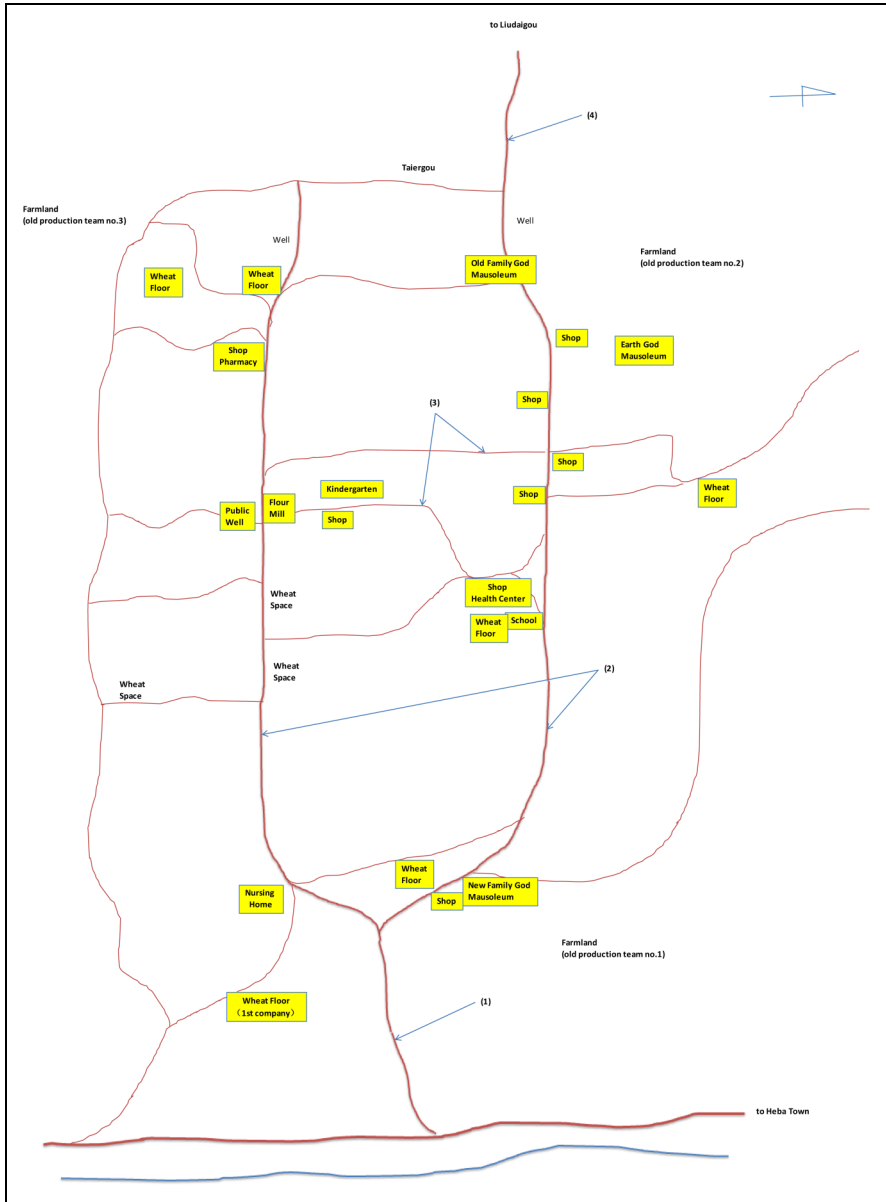 to Liudaigou
(4)
Taiergou
Farmland
(old production team no.3)
Well
Well
Farmland
(old production team no.2)
Old Family God
Mausoleum
Wheat
Floor
Wheat
Floor
Shop
Earth God
Mausoleum
Shop
Pharmacy
(3)
Shop
Shop
Kindergarten
Shop
Wheat
Floor
Public
Well
Flour
Mill
Shop
Shop
Health Center
Wheat
Space
Wheat
Floor
School
Wheat
Space
(2)
Wheat
Space
Wheat
Floor
Nursing
Home
Shop
New Family God
Mausoleum
Farmland
(old production team no.1)
Wheat Floor
（1st company）
(1)
to Heba Town